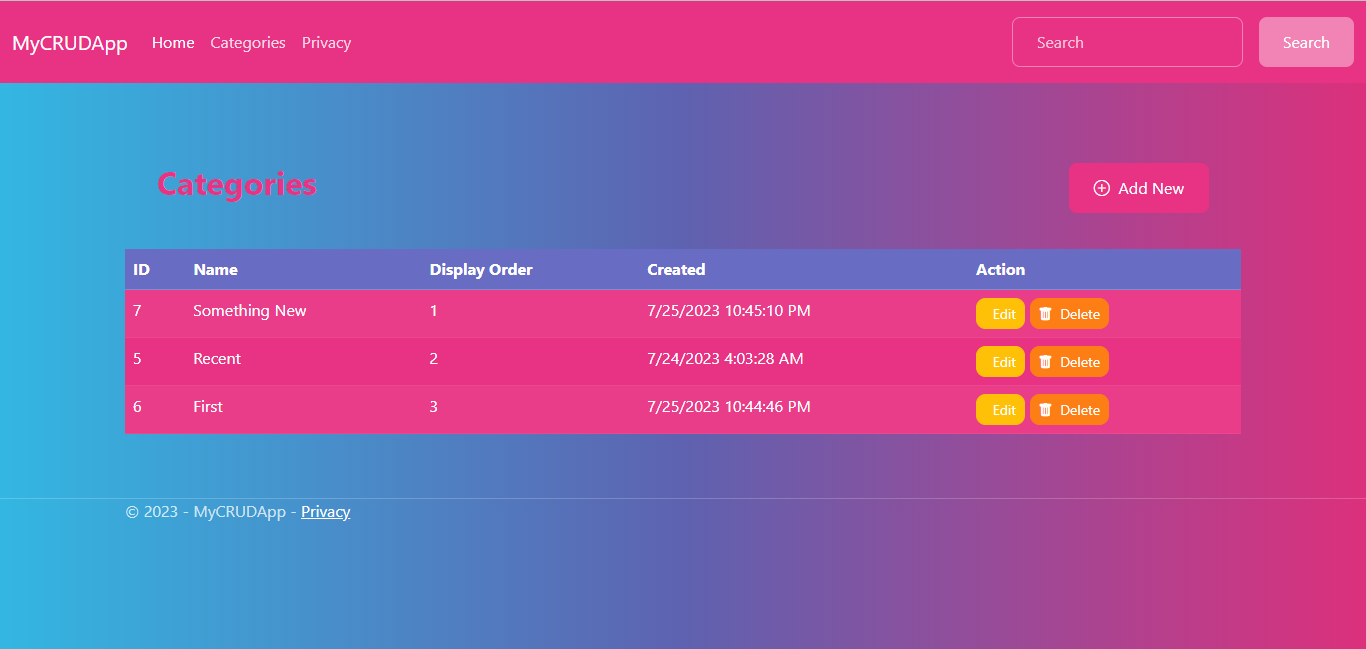 MyCRUDApp Home Categories Privacy Search Search
Categories Add New
ID Name Display Order Created Action
7 Something New 1 7/25/2023 10:45:10 PM Edit Delete
5 Recent 2 7/24/2023 4:03:28 AM Edit Delete
6 First 3 7/25/2023 10:44:46 PM Edit Delete
© 2023 - MyCRUDApp - Privacy